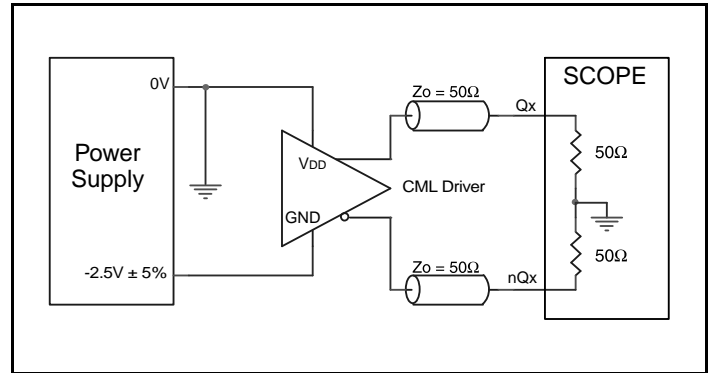 SCOPE
0V
Zo = 50Ω
Qx
Power
Supply
VDD
50Ω
CML Driver
GND
-2.5V ± 5%
Zo = 50Ω
nQx
50Ω